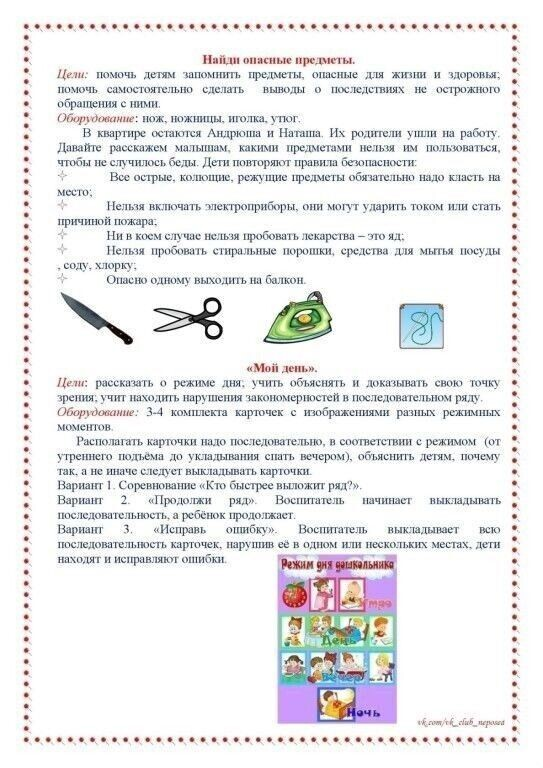 Найди опасные предметы.
Цели: помочь детям запомнить предметы, опасные для жизни и здоровья;
помочь самостоятельно сделать выводы о последствиях не острожного
обращения с ними.
Оборудование: нож, ножницы, иголка, утюг.
В квартире остаются Андрюша и Наташа. Их родители ушли на работу.
Давайте расскажем малышам, какими предметами нельзя им пользоваться,
чтобы не случилось беды. Дети повторяют правила безопасности:
Все острые, колющие, режущие предметы обязательно надо класть на
место;
Нельзя включать электроприборы, они могут ударить током или стать
причиной пожара;
Ни в коем случае нельзя пробовать лекарства – это яд;
Нельзя пробовать стиральные порошки, средства для мытья посуды
, соду, хлорку;
Опасно одному выходить на балкон.
«Мой день».
Цели: рассказать о режиме дня; учить объяснять и доказывать свою точку
зрения; учит находить нарушения закономерностей в последовательном ряду.
Оборудование: 3-4 комплекта карточек с изображениями разных режимных
моментов.
Располагать карточки надо последовательно, в соответствии с режимом (от
утреннего подъёма до укладывания спать вечером), объяснить детям, почему
так, а не иначе следует выкладывать карточки.
Вариант 1. Соревнование «Кто быстрее выложит ряд?».
Вариант 2. «Продолжи ряд». Воспитатель начинает выкладывать
последовательность, а ребёнок продолжает.
Вариант 3. «Исправь ошибку». Воспитатель выкладывает всю
последовательность карточек, нарушив её в одном или нескольких местах, дети
находят и исправляют ошибки.
Режим дня дошкольника
Утро
День
Вечер
Ночь
vk.com/vk_club_neposed